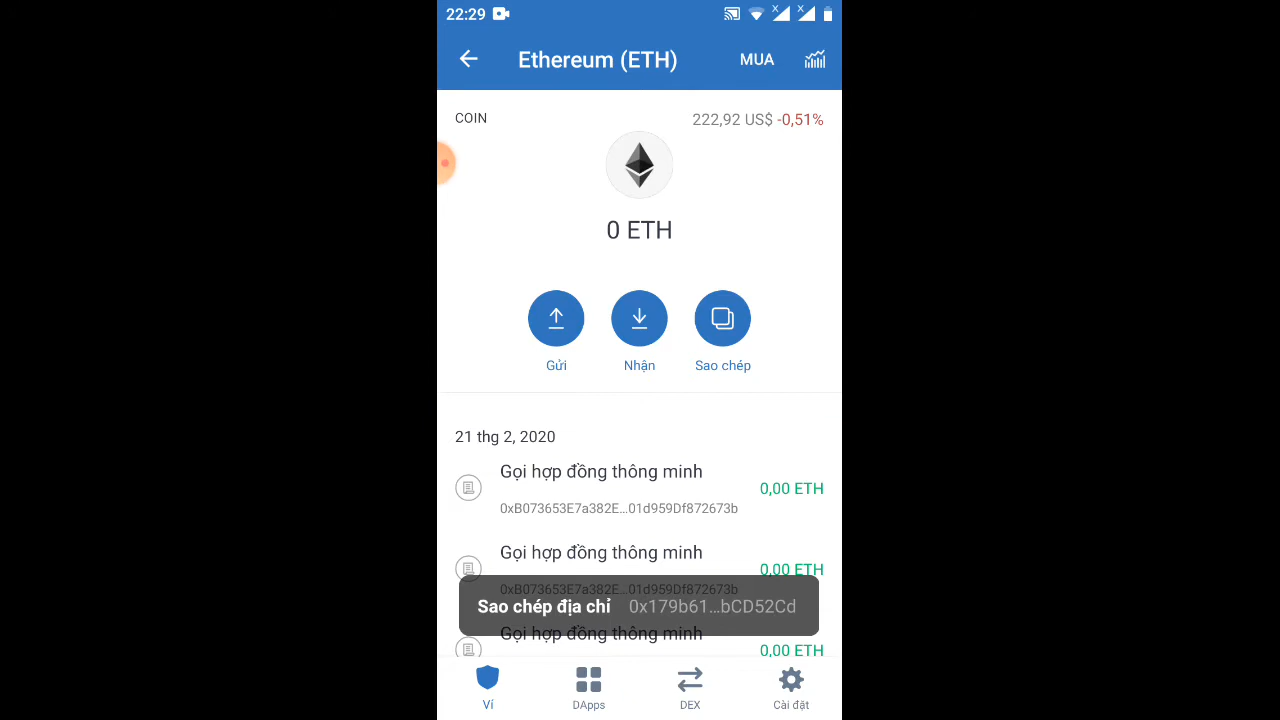 22:29
Ethereum (ETH)
MUA
COIN
222,92 US$ -0,51%
0 ETH
Gửi
Nhận
Sao chép
21 thg 2, 2020
Gọi hợp đồng thông minh
0,00 ETH
0xB073653E7a382E...01d959Df872673b
Gọi hợp đồng thông minh
0,00 ETH
0xB073653E7a382E...01d959Df872673b
Sao chép địa chỉ 0x179b61...bCD52Cd
Gọi hợp đồng thông minh
0,00 ETH
Ví
DApps
DEX
Cài đặt